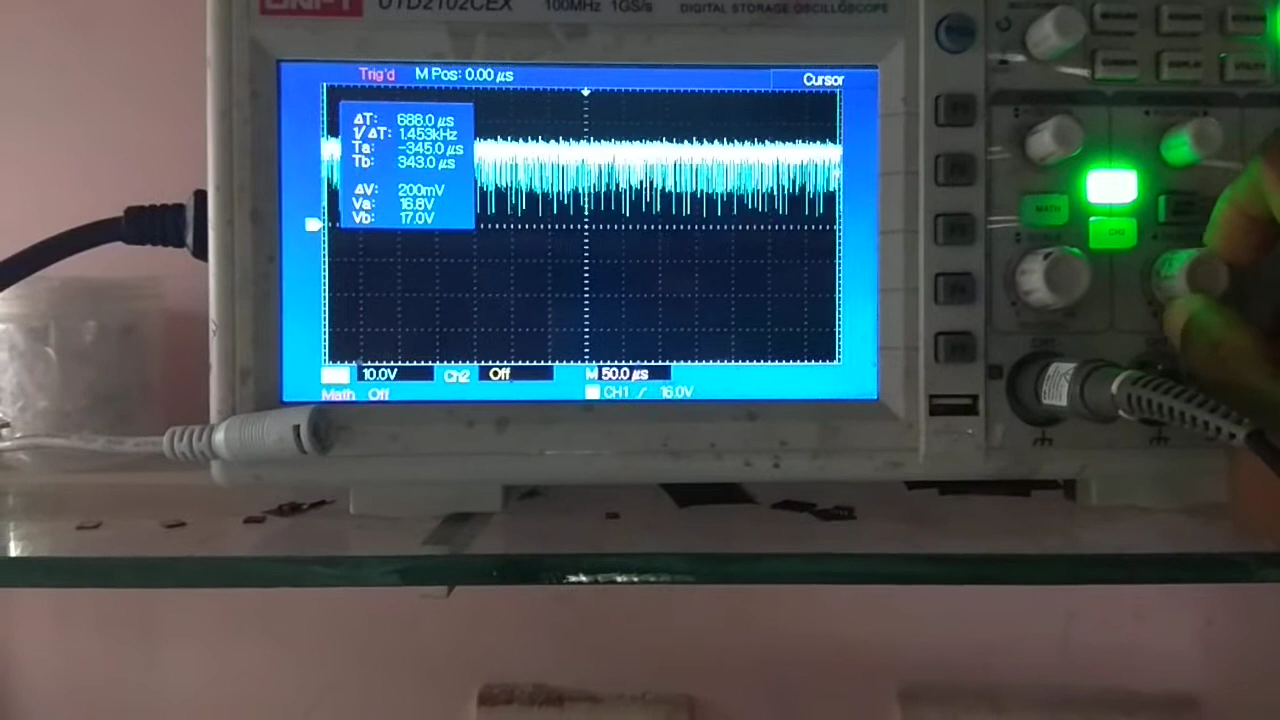 UNI-T UTD2102CEX 100MHz 1GS/s DIGITAL STORAGE OSCILLOSCOPE
Trig'd M Pos: 0.00 µs Cursor
ΔT: 688.0 µs
1/ΔT: 1.453kHz
Ta: -345.0 µs
Tb: 343.0 µs
ΔV: 200mV
Va: 16.8V
Vb: 17.0V
10.0V Ch2 Off M 50.0 µs
Math Off CH1 16.0V
MATH
CH2